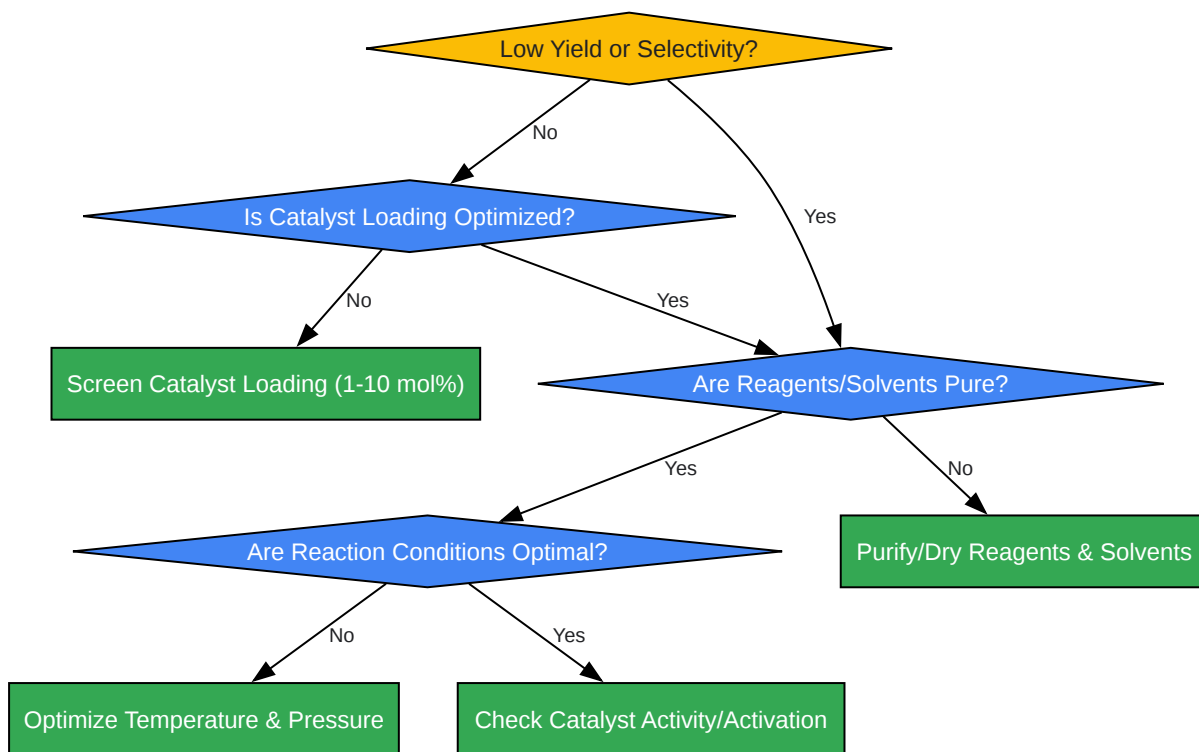 Low Yield or Selectivity?
No
Is Catalyst Loading Optimized?
Yes
No
Yes
Screen Catalyst Loading (1-10 mol%)
Are Reagents/Solvents Pure?
Yes
No
Are Reaction Conditions Optimal?
Purify/Dry Reagents & Solvents
No
Yes
Optimize Temperature & Pressure
Check Catalyst Activity/Activation